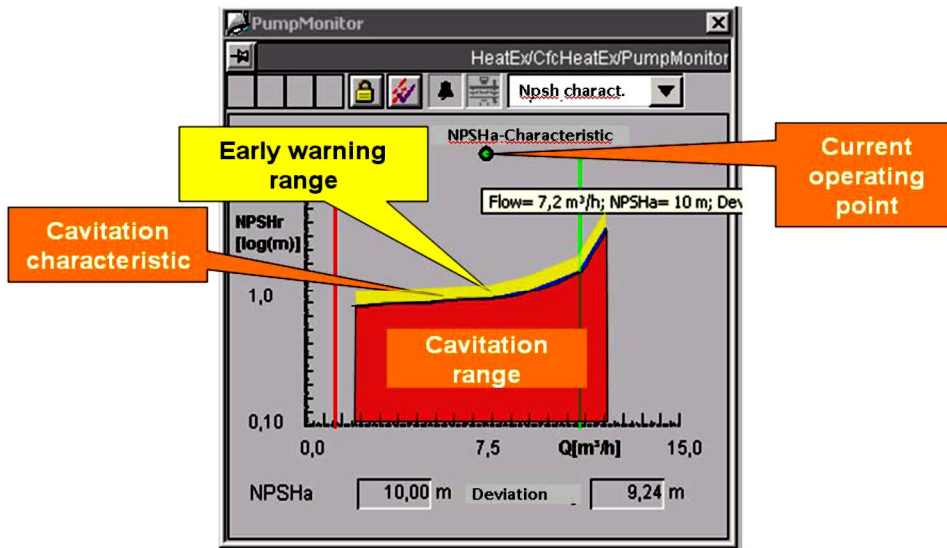 PumpMonitor
HeatEx/CfcHeatEx/PumpMonitor
Npsh charact.
NPSHa-Characteristic
Early warning
range
Current
operating
point
Flow= 7,2 m³/h; NPSHa= 10 m; De
NPSHr
[log(m)]
Cavitation
characteristic
1,0
Cavitation
range
0,10
0,0
7,5
Q[m³/h]
15,0
NPSHa
10,00 m
Deviation
9,24 m